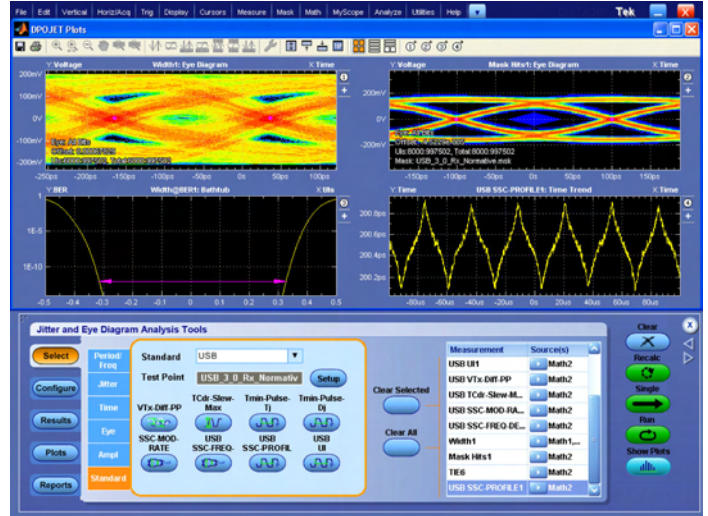 File Edit Vertical Horiz/Acq Trig Display Cursors Measure Mask Math MyScope Analyze Utilities Help Tek
DPOJET Plots
Y:Voltage Width1: Eye Diagram X:Time
200mV
100mV
0V
-100mV
-200mV
Eye: All Bits
UIs:8000:997502, Total:8000:997502
-250ps -200ps -150ps -100ps -50ps 0s 50ps 100ps
Y:Voltage Mask Hits1: Eye Diagram X:Time
200mV
0V
-200mV
UIs:8000:997502, Total:8000:997502
Mask: USB_3_0_Rx_Normative.msk
-150ps -100ps -50ps 0s 50ps 100ps
Y:BER Width@BER1: Bathtub X:UIs
1
1E-5
1E-10
-0.5 -0.4 -0.3 -0.2 -0.1 0 0.1 0.2 0.3 0.4 0.5
Y:Time USB SSC-PROFILE1: Time Trend X:Time
200.8ps
200.6ps
200.4ps
200.2ps
-80us -60us -40us -20us 0s 20us 40us 60us 80us
Jitter and Eye Diagram Analysis Tools
Select
Configure
Results
Plots
Reports
Period/
Freq
Jitter
Time
Eye
Ampl
Standard
Standard USB
Test Point USB_3_0_Rx_Normativ Setup
VTx-Diff-PP
TCdr-Slew-
Max
Tmin-Pulse-
Tj
Tmin-Pulse-
Dj
SSC-MOD-
RATE
USB
SSC-FREQ-
USB
SSC-PROFIL
USB
UI
Clear Selected
Clear All
Measurement Source(s)
USB UI1 Math2
USB VTx-Diff-PP Math2
USB TCdr-Slew-M... Math2
USB SSC-MOD-RA... Math2
USB SSC-FREQ-DE... Math2
Width1 Math1,...
Mask Hits1 Math2
TIE6 Math2
USB SSC-PROFILE1 Math2
Clear
Recalc
Single
Run
Show Plots